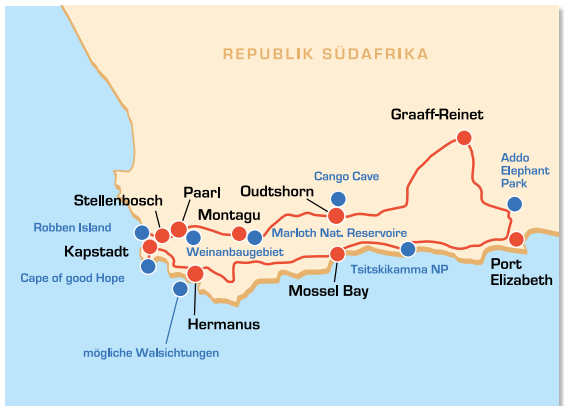 REPUBLIK SÜDAFRIKA
Graaff-Reinet
Addo
Elephant
Park
Cango Cave
Oudtshorn
Paarl
Stellenbosch
Montagu
Robben Island
Marloth Nat. Reservoire
Weinanbaugebiet
Kapstadt
Tsitskikamma NP
Port
Elizabeth
Cape of good Hope
Mossel Bay
Hermanus
mögliche Walsichtungen